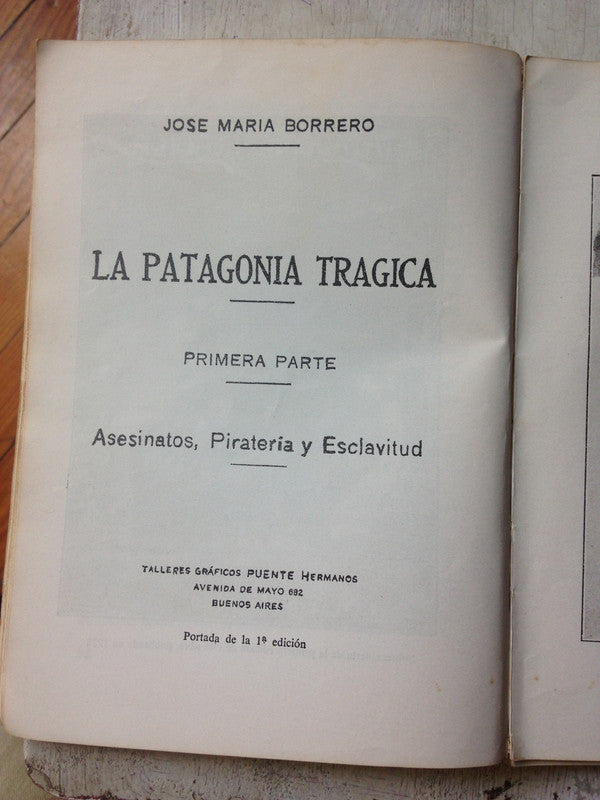 JOSE MARIA BORRERO
LA PATAGONIA TRAGICA
PRIMERA PARTE
Asesinatos, Piratería y Esclavitud
TALLERES GRÁFICOS PUENTE HERMANOS
AVENIDA DE MAYO 682
BUENOS AIRES
Portada de la 1ª edición